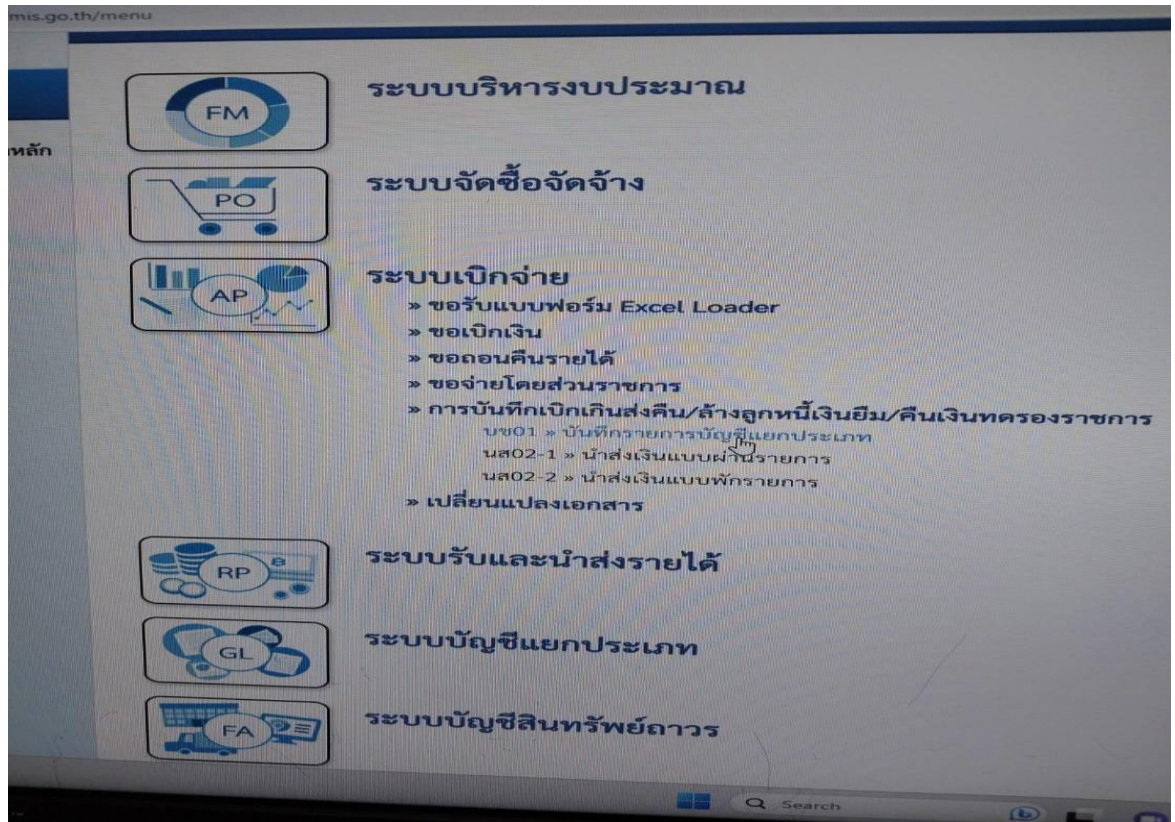 mis.go.th/menu
FM
ระบบบริหารงบประมาณ
หลัก
PO
ระบบจัดซื้อจัดจ้าง
AP
ระบบเบิกจ่าย
» ขอรับแบบฟอร์ม Excel Loader
» ขอเบิกเงิน
» ขอถอนคืนรายได้
» ขอจ่ายโดยส่วนราชการ
» การบันทึกเบิกเกินส่งคืน/ล้างลูกหนี้เงินยืม/คืนเงินทดรองราชการ
บช01 » บันทึกรายการบัญชีแยกประเภท
นส02-1 » นำส่งเงินแบบผ่านรายการ
นส02-2 » นำส่งเงินแบบพักรายการ
» เปลี่ยนแปลงเอกสาร
RP
ระบบรับและนำส่งรายได้
GL
ระบบบัญชีแยกประเภท
FA
ระบบบัญชีสินทรัพย์ถาวร
Search